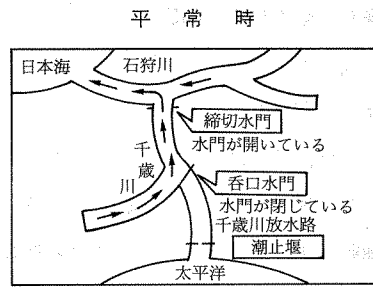 平常時
日本海
石狩川
締切水門
水門が開いている
千歳川
呑口水門
水門が閉じている
千歳川放水路
潮止堰
太平洋